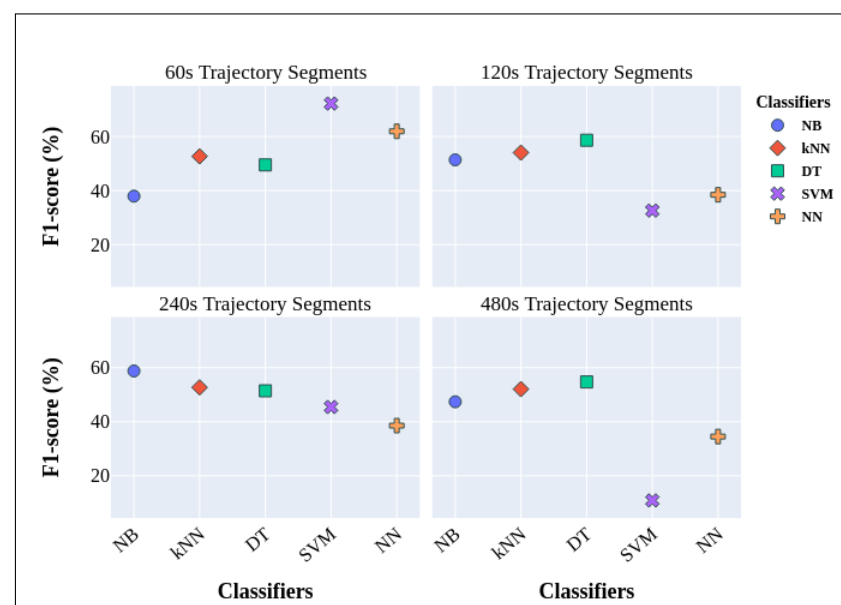 60s Trajectory Segments
120s Trajectory Segments
F1-score (%)
60
40
20
Classifiers
NB
kNN
DT
SVM
NN
240s Trajectory Segments
480s Trajectory Segments
F1-score (%)
60
40
20
NB
kNN
DT
SVM
NN
NB
kNN
DT
SVM
NN
Classifiers
Classifiers